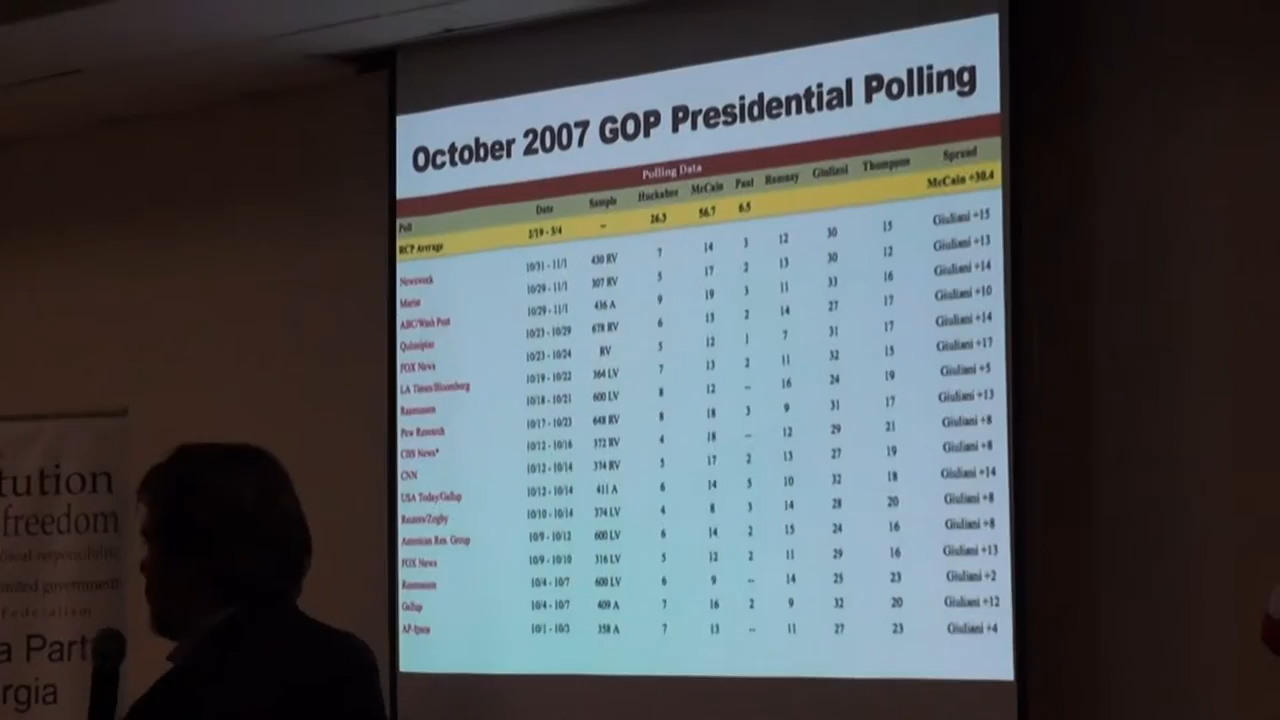 October 2007 GOP Presidential Polling
Polling Data
Poll Date Sample Huckabee McCain Paul Romney Giuliani Thompson Spread
RCP Average 2/19 - 3/4 -- 26.3 56.7 6.5 McCain +30.4
Newsweek 10/31 - 11/1 430 RV 7 14 3 12 30 15 Giuliani +15
Marist 10/29 - 11/1 307 RV 5 17 2 13 30 12 Giuliani +13
ABC/Wash Post 10/29 - 11/1 436 A 9 19 3 11 33 16 Giuliani +14
Quinnipiac 10/23 - 10/29 678 RV 6 13 2 14 27 17 Giuliani +10
FOX News 10/23 - 10/24 RV 5 12 1 7 31 17 Giuliani +14
LA Times/Bloomberg 10/19 - 10/22 364 LV 7 13 2 11 32 15 Giuliani +17
Rasmussen 10/18 - 10/21 600 LV 8 12 -- 16 24 19 Giuliani +5
Pew Research 10/17 - 10/23 648 RV 8 18 3 9 31 17 Giuliani +13
CBS News* 10/12 - 10/16 372 RV 4 18 -- 12 29 21 Giuliani +8
CNN 10/12 - 10/14 334 RV 5 17 2 13 27 19 Giuliani +8
USA Today/Gallup 10/12 - 10/14 411 A 6 14 5 10 32 18 Giuliani +14
Reuters/Zogby 10/10 - 10/14 374 LV 4 8 3 14 28 20 Giuliani +8
American Res. Group 10/9 - 10/12 600 LV 6 14 2 15 24 16 Giuliani +8
FOX News 10/9 - 10/10 316 LV 5 12 2 11 29 16 Giuliani +13
Rasmussen 10/4 - 10/7 600 LV 6 9 -- 14 25 23 Giuliani +2
Gallup 10/4 - 10/7 409 A 7 16 2 9 32 20 Giuliani +12
AP-Ipsos 10/1 - 10/3 358 A 7 13 -- 11 27 23 Giuliani +4
tution
freedom
iscal responsibility
mited government
Federalism
a Part
rgia